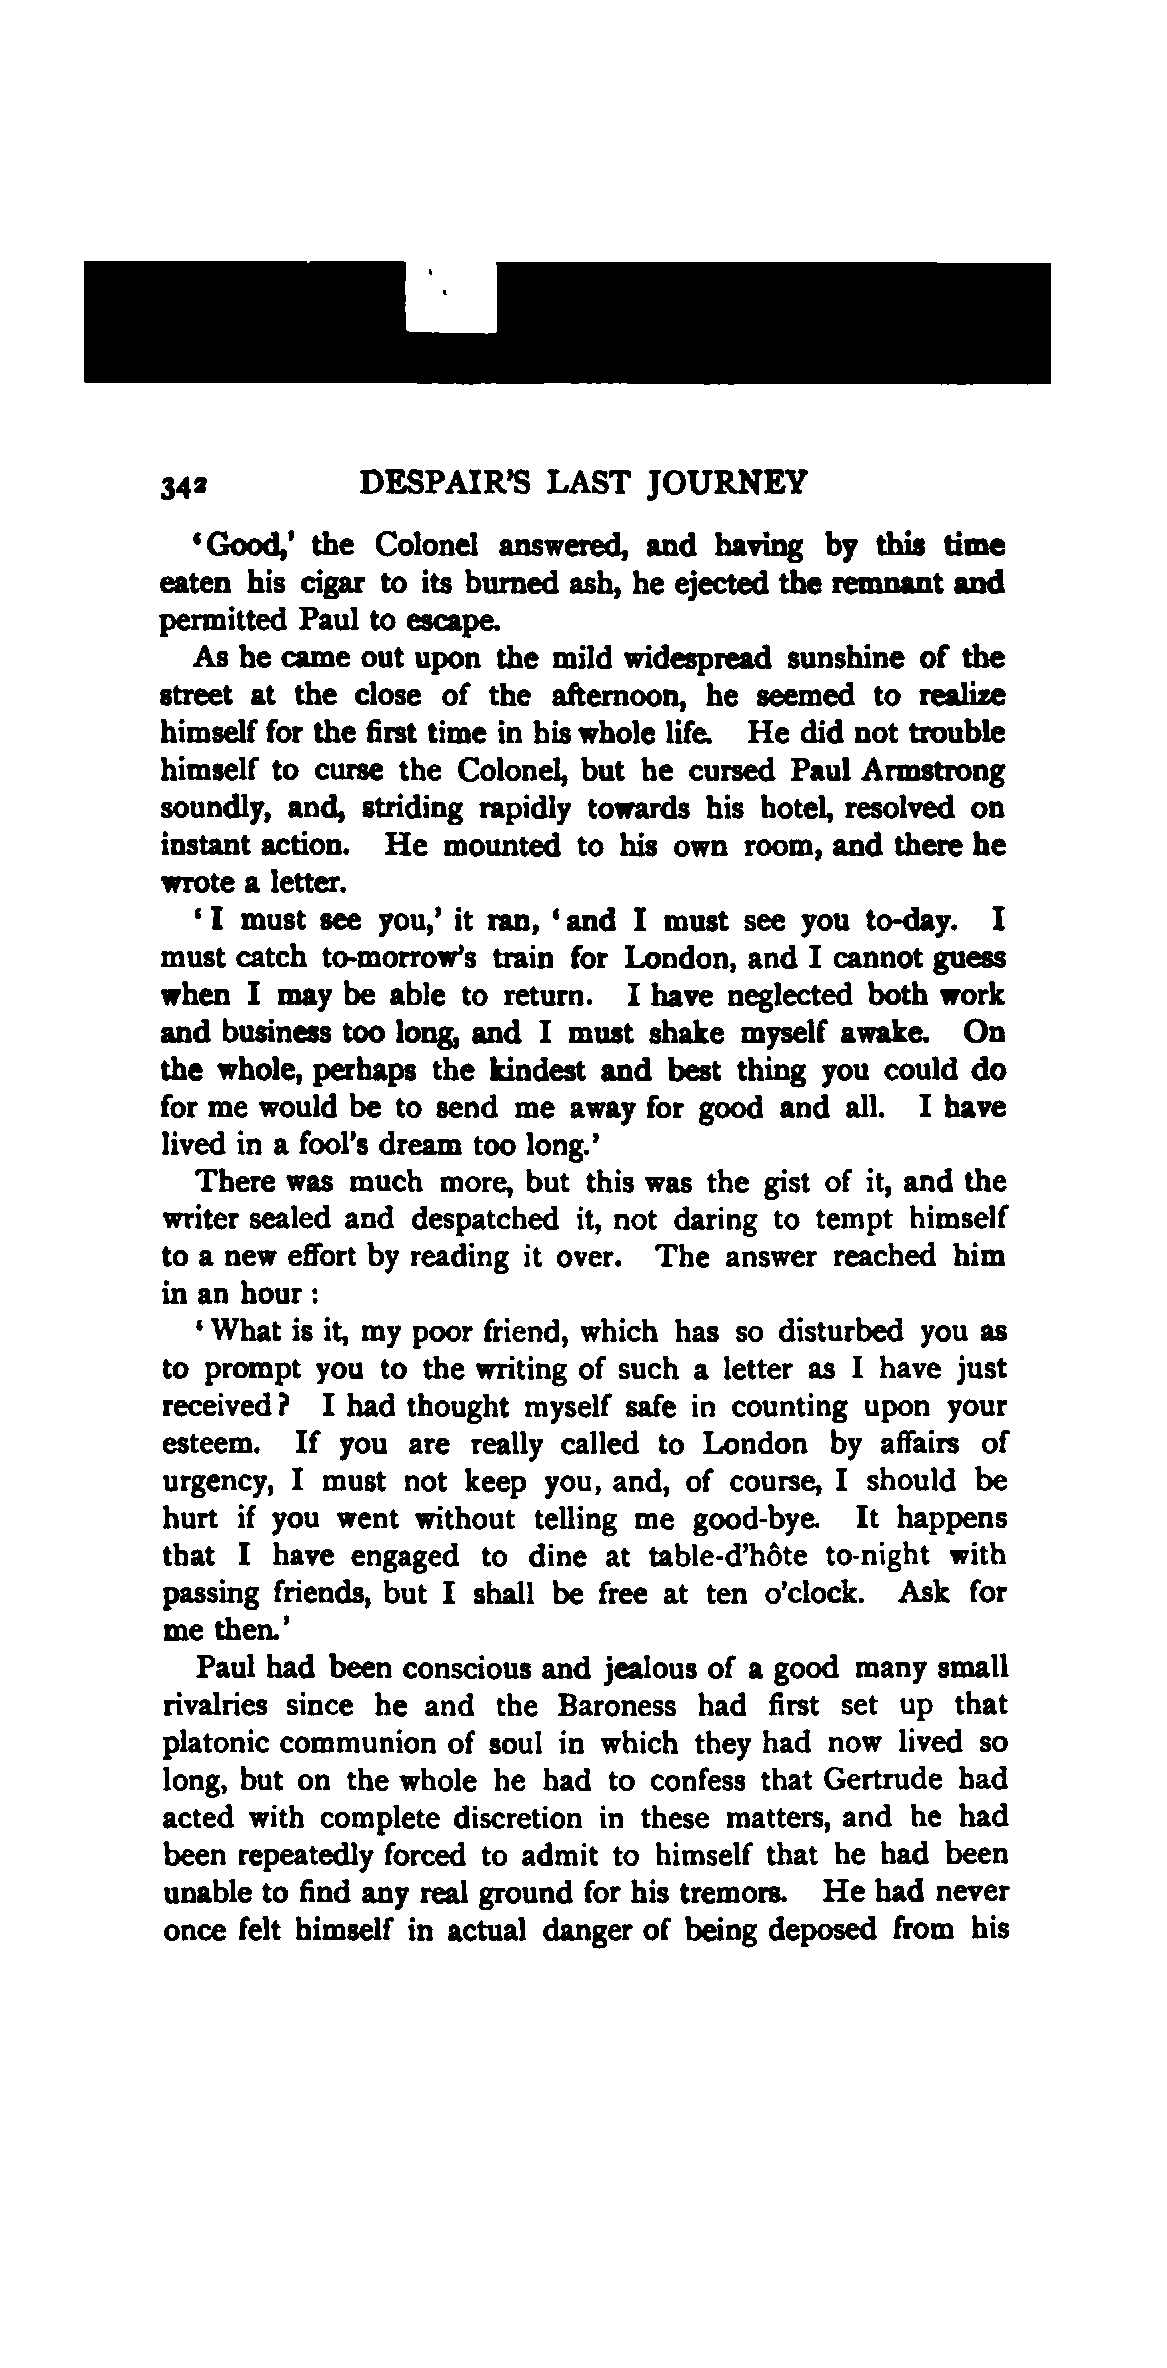 342 DESPAIR'S LAST JOURNEY
‘Good,’ the Colonel answered, and having by this time
eaten his cigar to its burned ash, he ejected the remnant and
permitted Paul to escape.
As he came out upon the mild widespread sunshine of the
street at the close of the afternoon, he seemed to realize
himself for the first time in his whole life. He did not trouble
himself to curse the Colonel, but he cursed Paul Armstrong
soundly, and, striding rapidly towards his hotel, resolved on
instant action. He mounted to his own room, and there he
wrote a letter.
‘I must see you,’ it ran, ‘and I must see you to-day. I
must catch to-morrow's train for London, and I cannot guess
when I may be able to return. I have neglected both work
and business too long, and I must shake myself awake. On
the whole, perhaps the kindest and best thing you could do
for me would be to send me away for good and all. I have
lived in a fool's dream too long.’
There was much more, but this was the gist of it, and the
writer sealed and despatched it, not daring to tempt himself
to a new effort by reading it over. The answer reached him
in an hour :
‘What is it, my poor friend, which has so disturbed you as
to prompt you to the writing of such a letter as I have just
received? I had thought myself safe in counting upon your
esteem. If you are really called to London by affairs of
urgency, I must not keep you, and, of course, I should be
hurt if you went without telling me good-bye. It happens
that I have engaged to dine at table-d'hôte to-night with
passing friends, but I shall be free at ten o'clock. Ask for
me then.’
Paul had been conscious and jealous of a good many small
rivalries since he and the Baroness had first set up that
platonic communion of soul in which they had now lived so
long, but on the whole he had to confess that Gertrude had
acted with complete discretion in these matters, and he had
been repeatedly forced to admit to himself that he had been
unable to find any real ground for his tremors. He had never
once felt himself in actual danger of being deposed from his